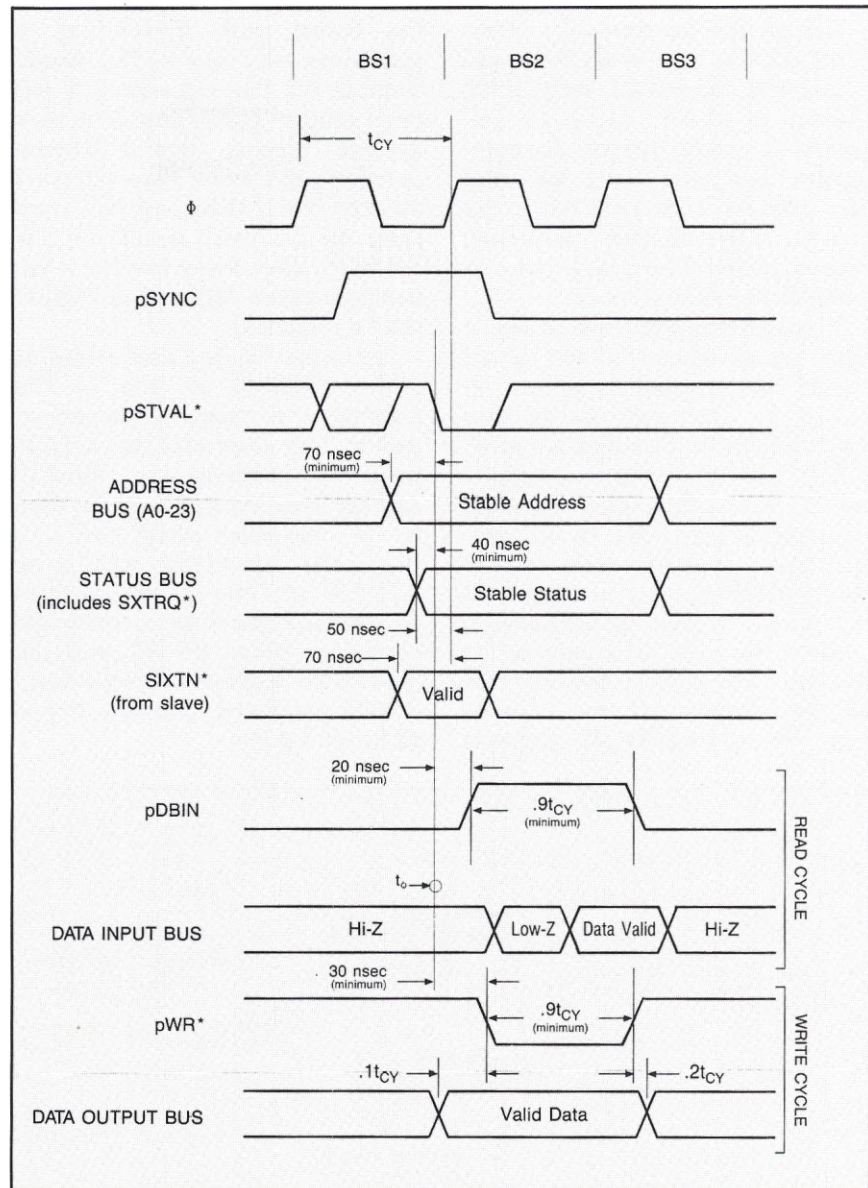 BS1 BS2 BS3
tCY
Φ
pSYNC
pSTVAL*
70 nsec
(minimum)
ADDRESS
BUS (A0-23)
Stable Address
40 nsec
(minimum)
STATUS BUS
(includes SXTRQ*)
Stable Status
50 nsec
70 nsec
SIXTN*
(from slave)
Valid
20 nsec
(minimum)
pDBIN
.9tCY
(minimum)
READ CYCLE
to
DATA INPUT BUS
Hi-Z Low-Z Data Valid Hi-Z
30 nsec
(minimum)
pWR*
.9tCY
(minimum)
WRITE CYCLE
.1tCY .2tCY
DATA OUTPUT BUS
Valid Data